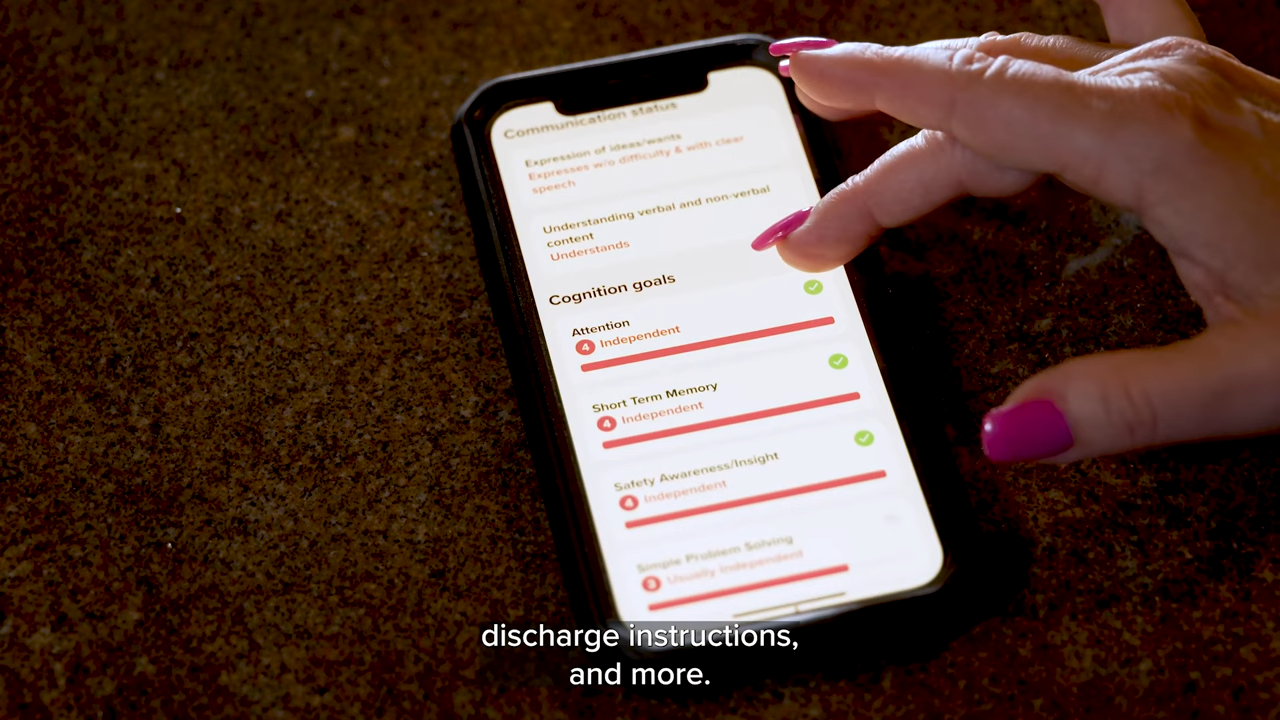 Communication status
Expression of ideas/wants
Expresses w/o difficulty & with clear
speech
Understanding verbal and non-verbal
content
Understands
Cognition goals
Attention
4 Independent
Short Term Memory
4 Independent
Safety Awareness/Insight
4 Independent
Simple Problem Solving
3 Usually Independent
discharge instructions,
and more.